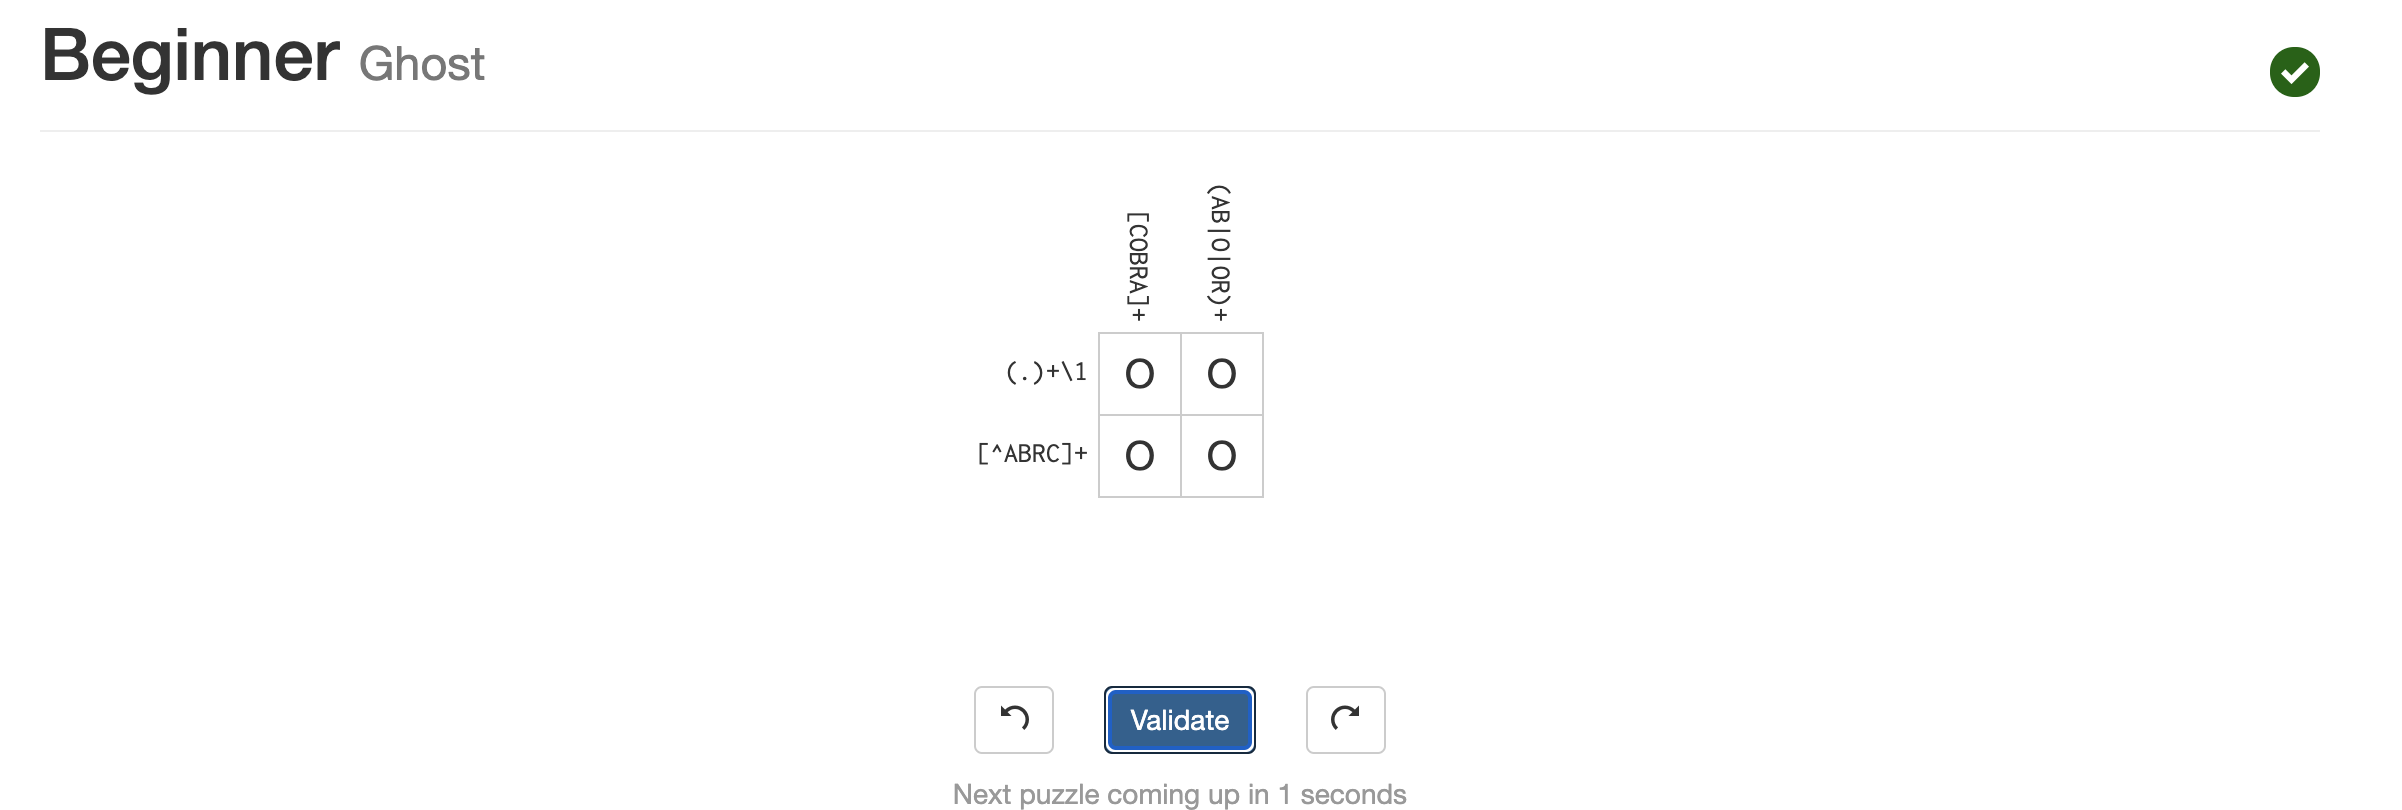 Beginner Ghost
[COBRA]+
(AB|O|OR)+
(.)+\1 O O
[^ABRC]+ O O
Validate
Next puzzle coming up in 1 seconds